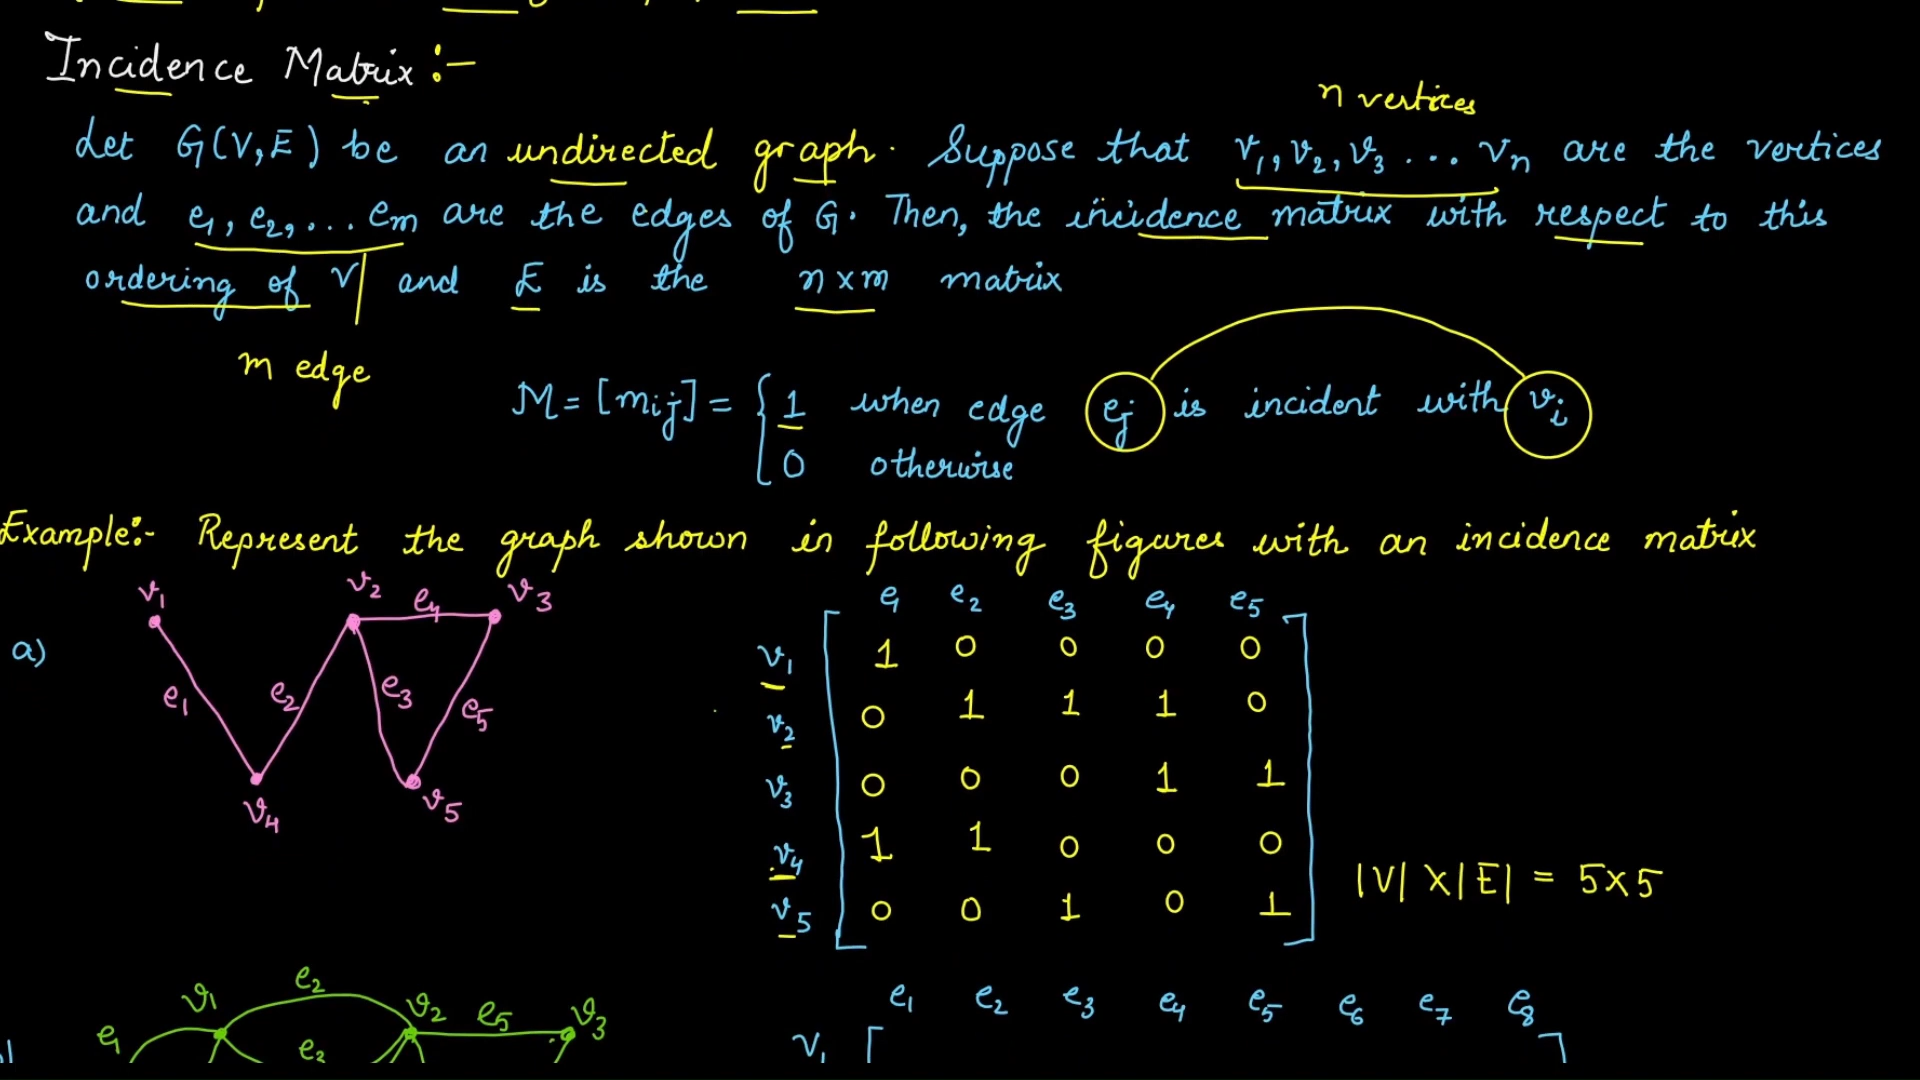 Incidence Matrix :-
n vertices
Let G(V,E) be an undirected graph. Suppose that v1, v2, v3 ... vn are the vertices
and e1, e2, ... em are the edges of G. Then, the incidence matrix with respect to this
ordering of V and E is the n×m matrix
m edge
M = [mij] = { 1 when edge ej is incident with vi
0 otherwise
Example:- Represent the graph shown in following figures with an incidence matrix
a)
v1 v2 e4 v3
e1 e2 e3 e5
v4 v5
e1 e2 e3 e4 e5
v1 1 0 0 0 0
v2 0 1 1 1 0
v3 0 0 0 1 1
v4 1 1 0 0 0
v5 0 0 1 0 1
|V| X |E| = 5×5
e2
v1 v2 e5 v3
e1 e3
e1 e2 e3 e4 e5 e6 e7 e8
v1